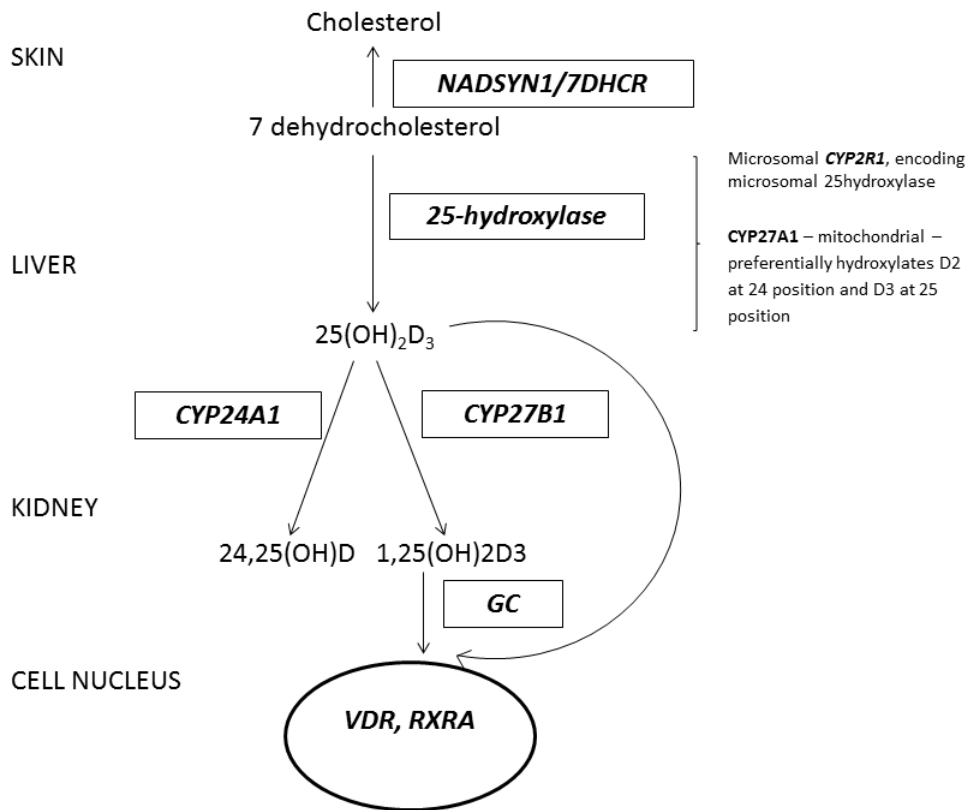 Cholesterol
SKIN
NADSYN1/7DHCR
7 dehydrocholesterol
Microsomal CYP2R1, encoding
microsomal 25hydroxylase
25-hydroxylase
CYP27A1 – mitochondrial –
preferentially hydroxylates D2
at 24 position and D3 at 25
position
LIVER
25(OH)₂D₃
CYP24A1
CYP27B1
KIDNEY
24,25(OH)D
1,25(OH)2D3
GC
CELL NUCLEUS
VDR, RXRA